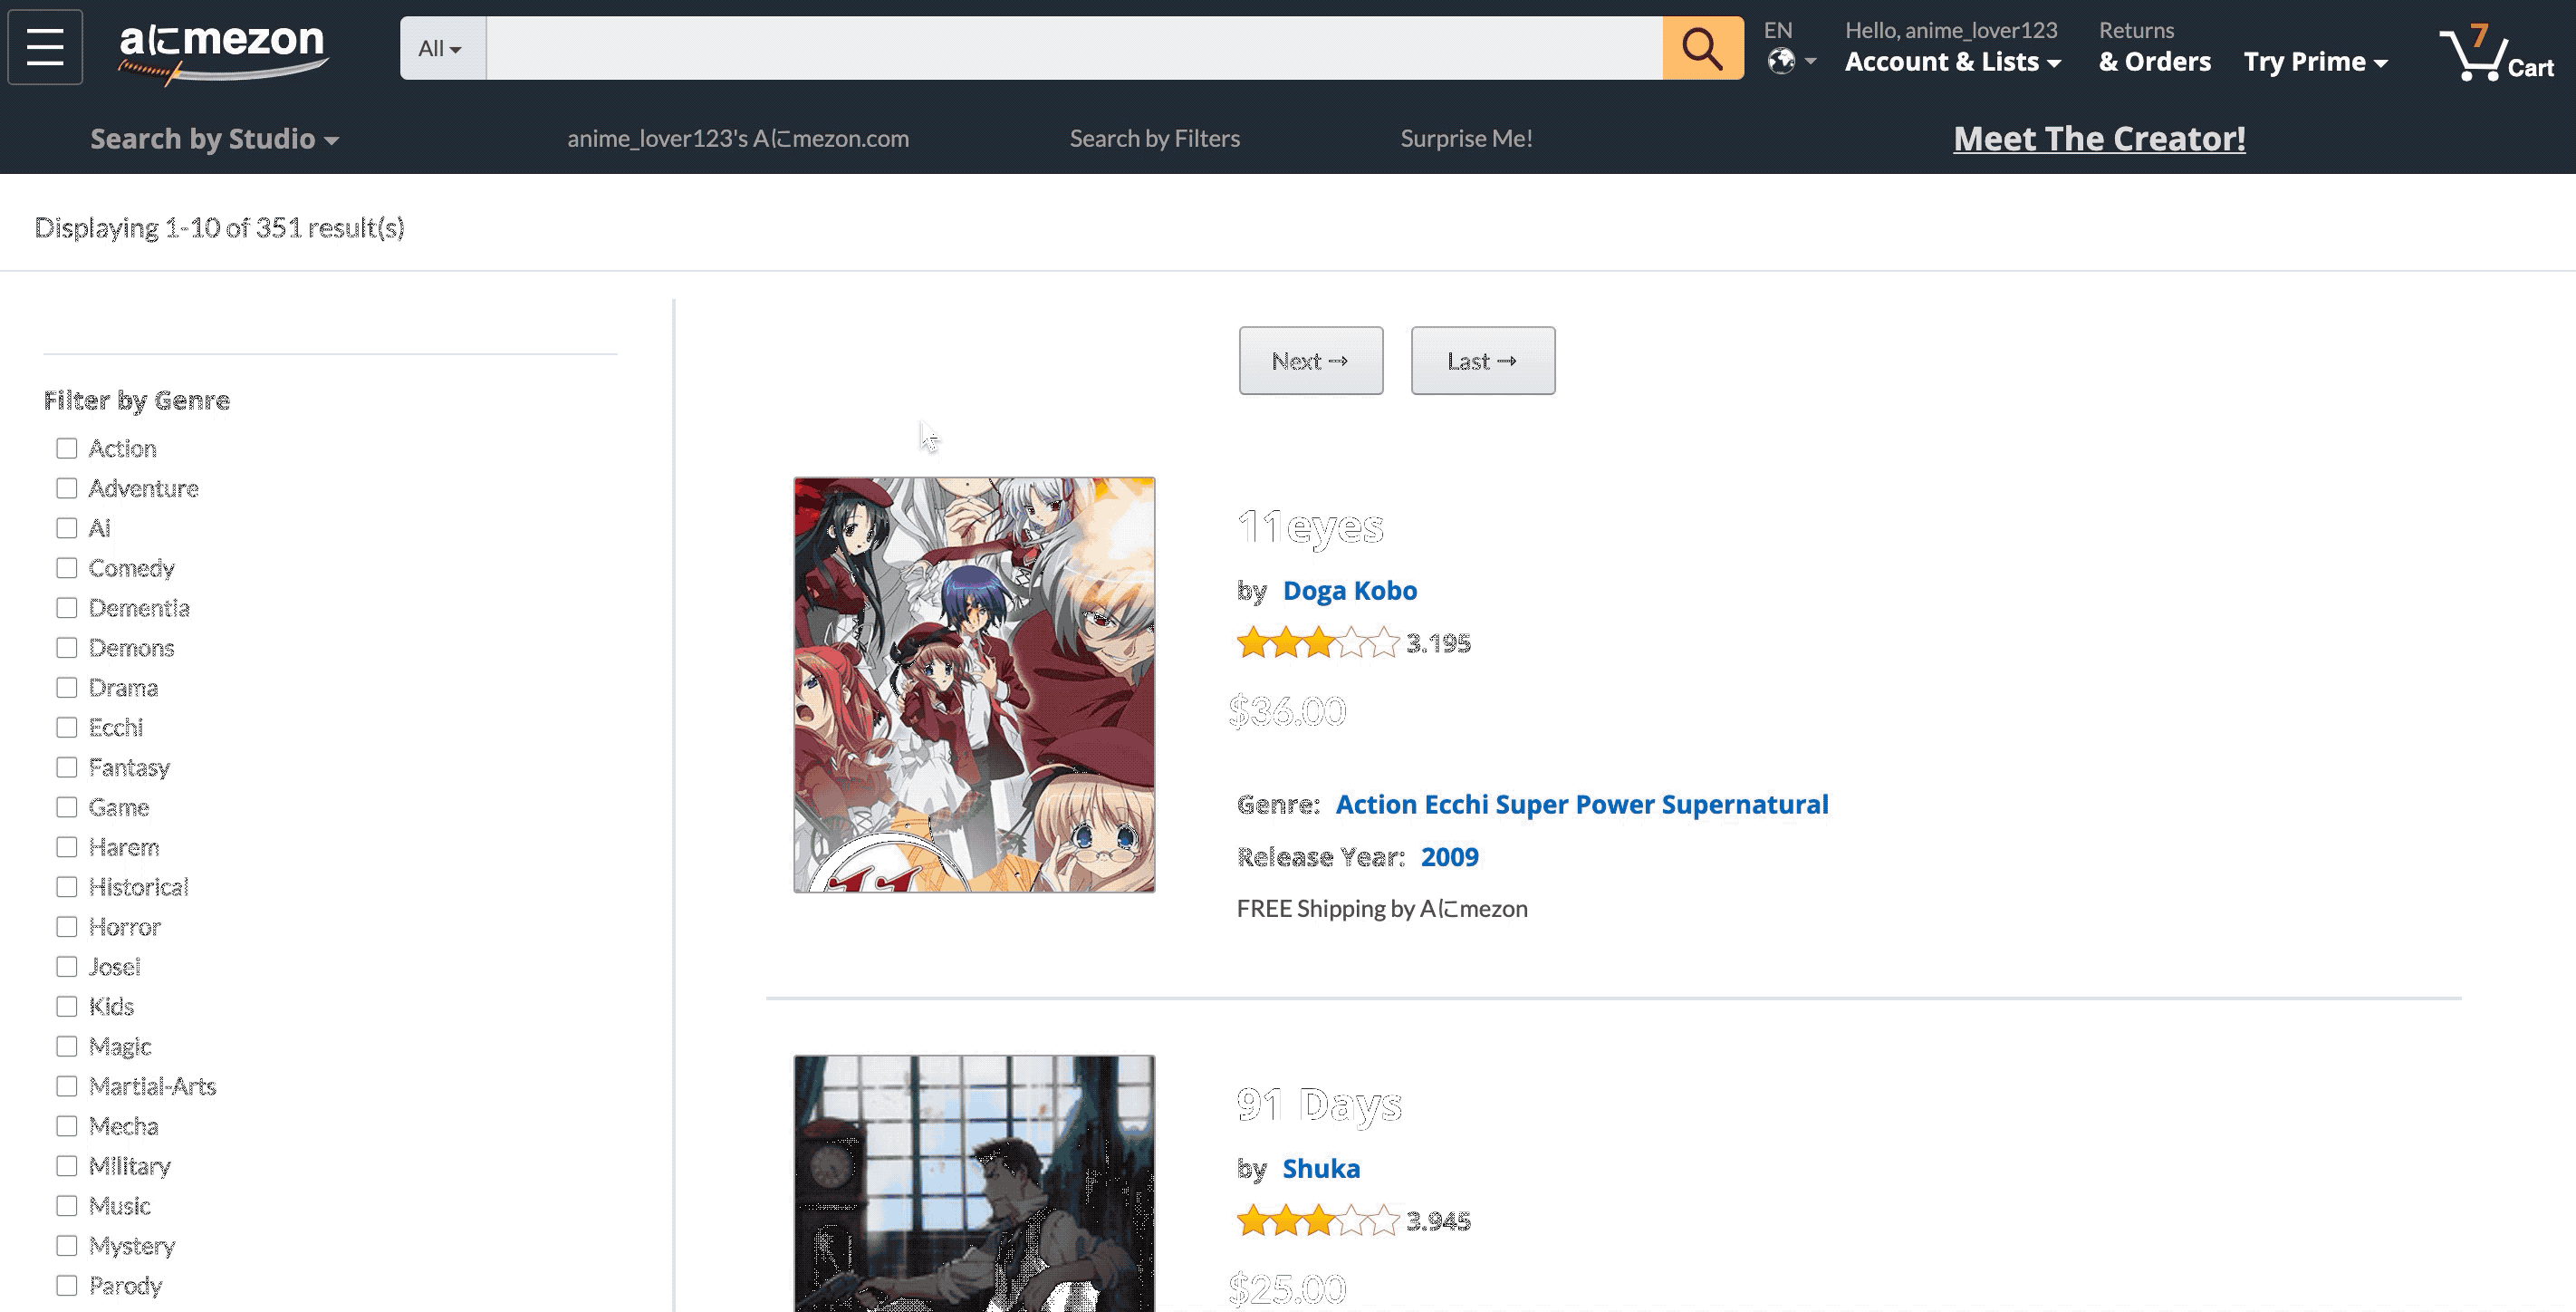 aにmezon
All
EN
Hello, anime_lover123
Account & Lists
Returns
& Orders
Try Prime
7
Cart
Search by Studio
anime_lover123's Aにmezon.com
Search by Filters
Surprise Me!
Meet The Creator!
Displaying 1-10 of 351 result(s)
Next →
Last →
Filter by Genre
Action
Adventure
Ai
Comedy
Dementia
Demons
Drama
Ecchi
Fantasy
Game
Harem
Historical
Horror
Josei
Kids
Magic
Martial-Arts
Mecha
Military
Music
Mystery
Parody
11eyes
by Doga Kobo
3.195
$36.00
Genre: Action Ecchi Super Power Supernatural
Release Year: 2009
FREE Shipping by Aにmezon
11
91 Days
by Shuka
3.945
$25.00